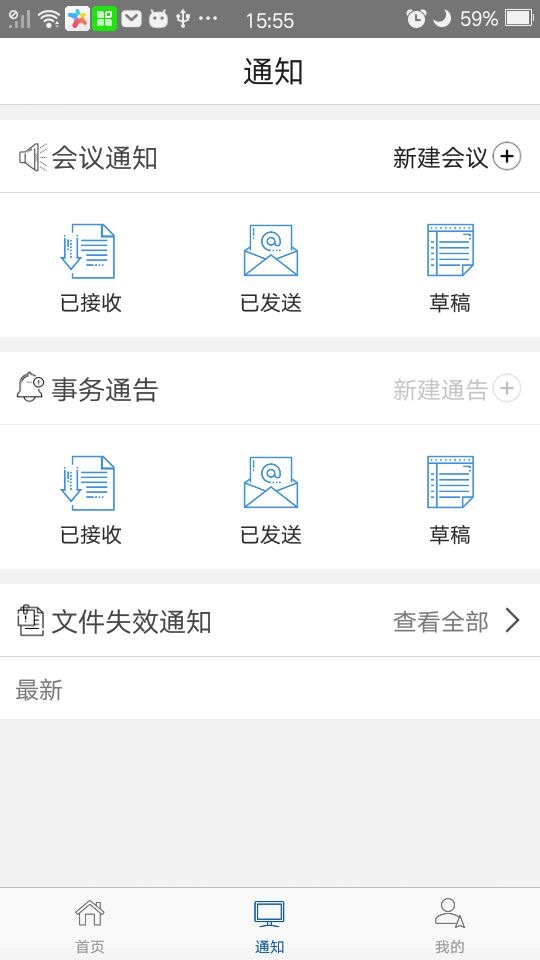 15:55 59%
通知
会议通知 新建会议
已接收 已发送 草稿
事务通告 新建通告
已接收 已发送 草稿
文件失效通知 查看全部
最新
首页 通知 我的